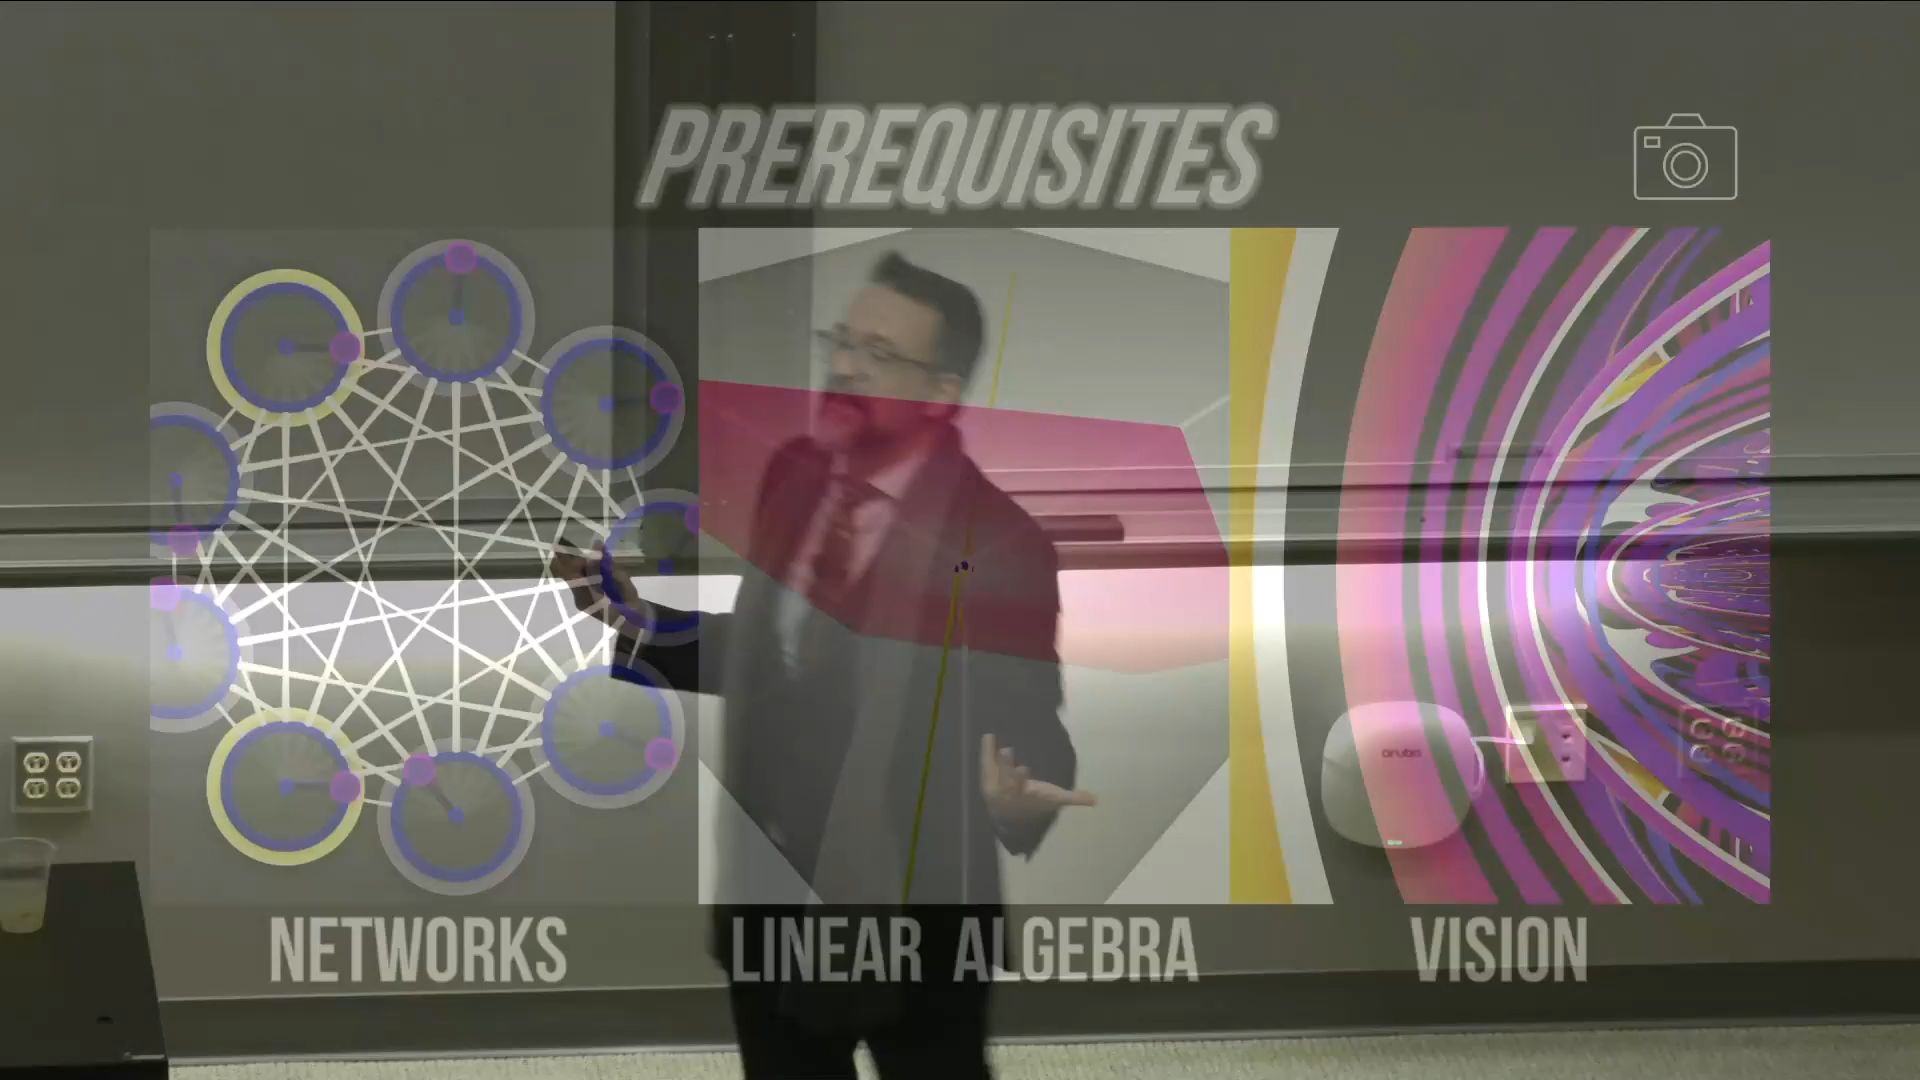 PREREQUISITES
aruba
NETWORKS
LINEAR ALGEBRA
VISION